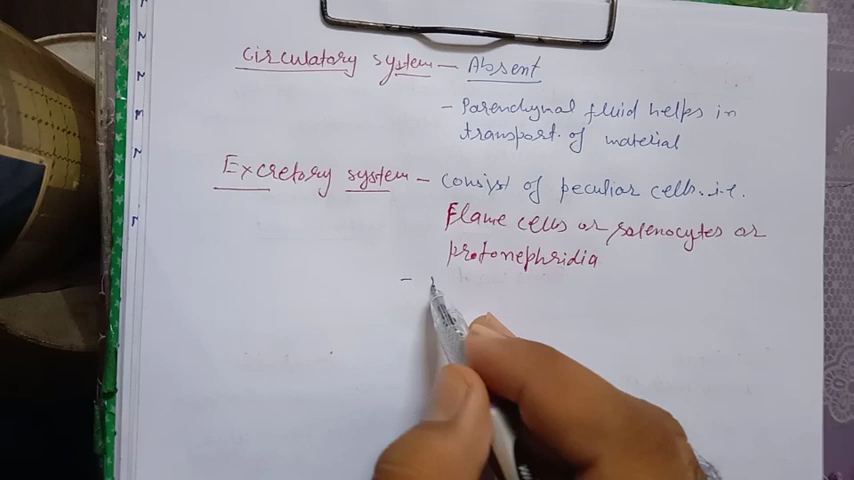 Circulatory system - Absent
- Parenchymal fluid helps in
transport of material
Excretory system - consist of peculiar cells. i.e.
Flame cells or solenocytes or
protonephridia
-